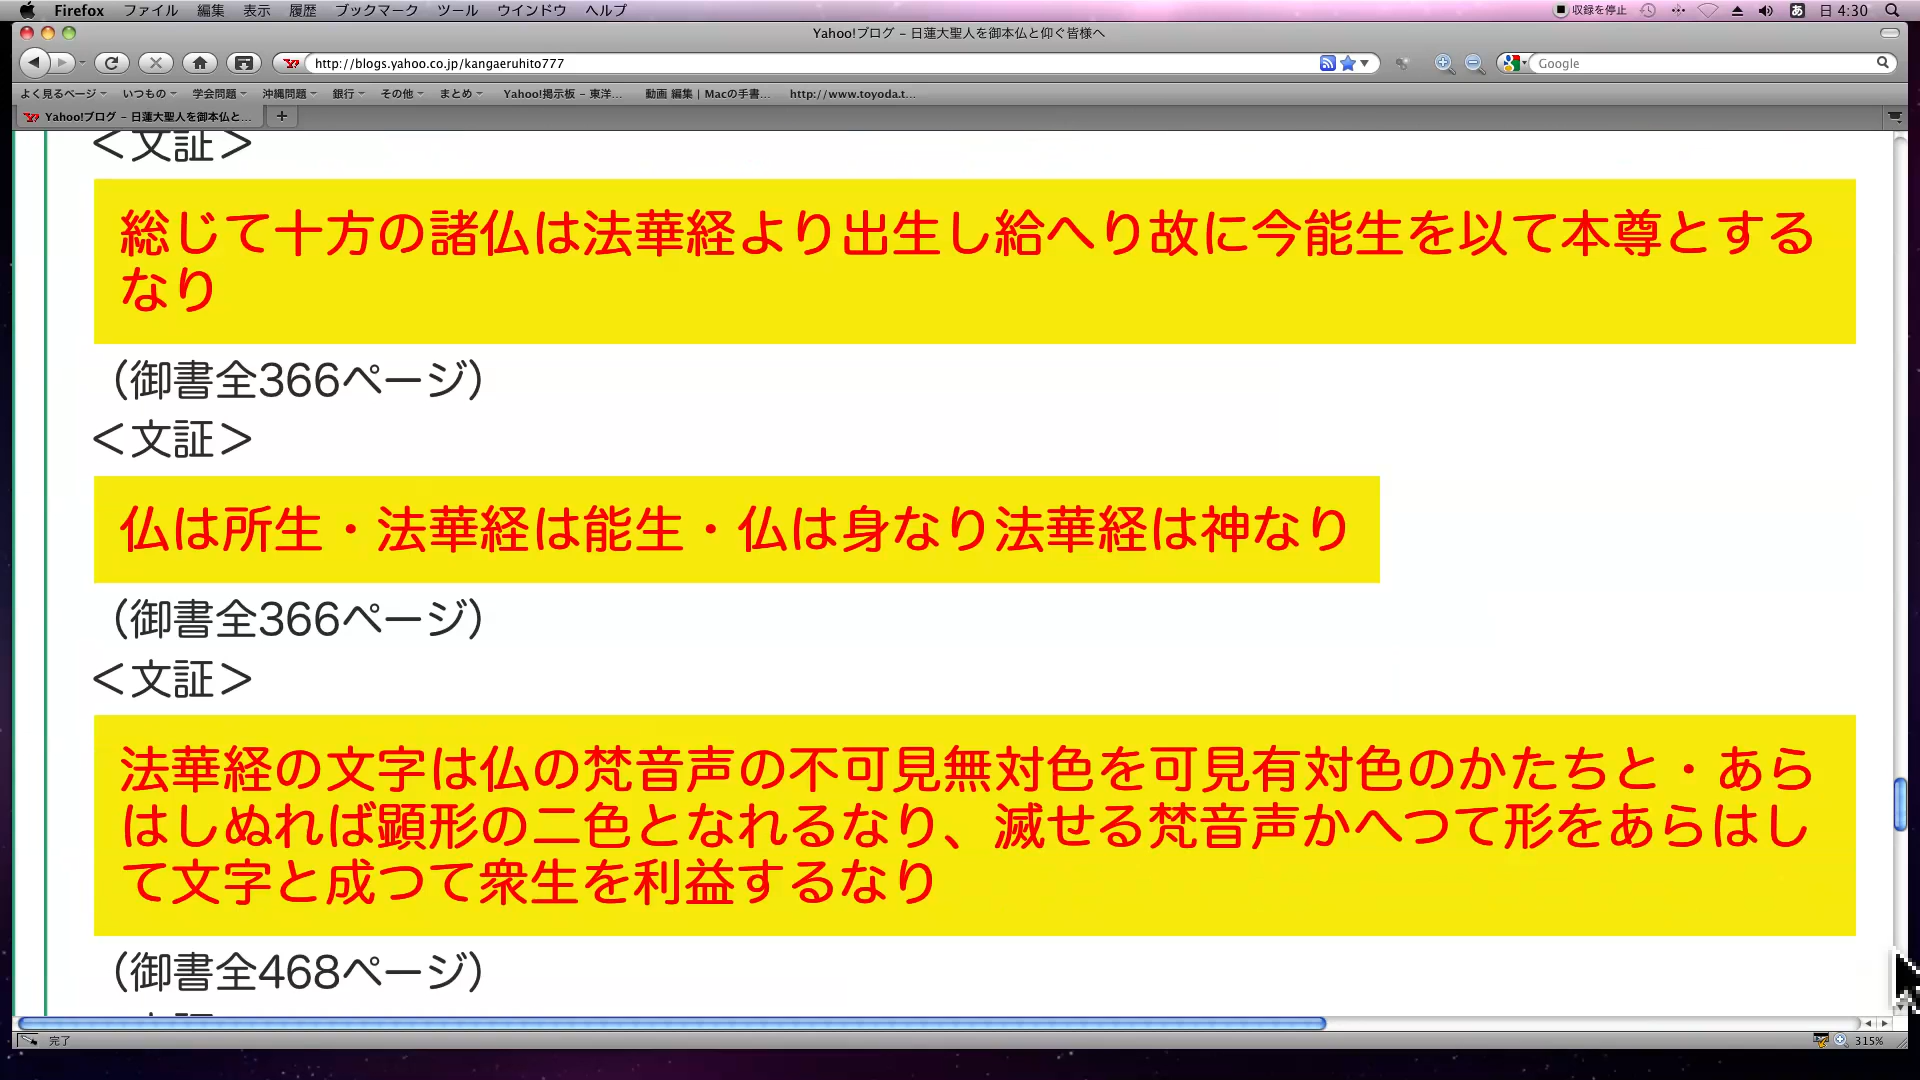 Firefox ファイル 編集 表示 履歴 ブックマーク ツール ウインドウ ヘルプ 収録を停止 あ 日 4:30
Yahoo!ブログ - 日蓮大聖人を御本仏と仰ぐ皆様へ
http://blogs.yahoo.co.jp/kangaeruhito777 Google
よく見るページ いつもの 学会問題 沖縄問題 銀行 その他 まとめ Yahoo!掲示板 - 東洋... 動画 編集 | Macの手書... http://www.toyoda.t...
Yahoo!ブログ - 日蓮大聖人を御本仏と...
＜文証＞
総じて十方の諸仏は法華経より出生し給へり故に今能生を以て本尊とする
なり
（御書全366ページ）
＜文証＞
仏は所生・法華経は能生・仏は身なり法華経は神なり
（御書全366ページ）
＜文証＞
法華経の文字は仏の梵音声の不可見無対色を可見有対色のかたちと・あら
はしぬれば顕形の二色となれるなり、滅せる梵音声かへつて形をあらはし
て文字と成つて衆生を利益するなり
（御書全468ページ）
完了 315%